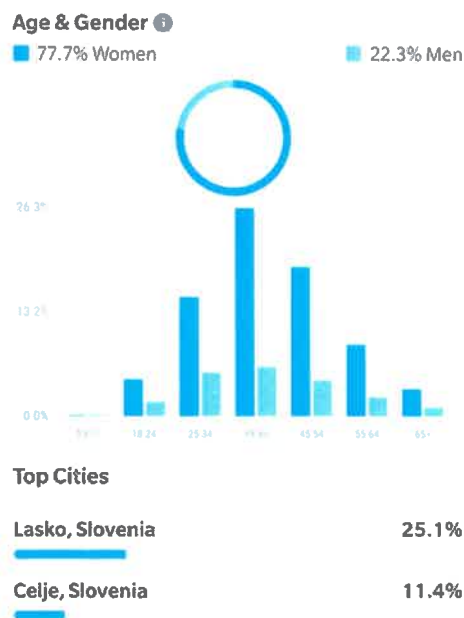 Age & Gender
77.7% Women 22.3% Men
26.3%
13.2%
0.0%
18-24 25-34 45-54 55-64 65+
Top Cities
Lasko, Slovenia 25.1%
Celje, Slovenia 11.4%